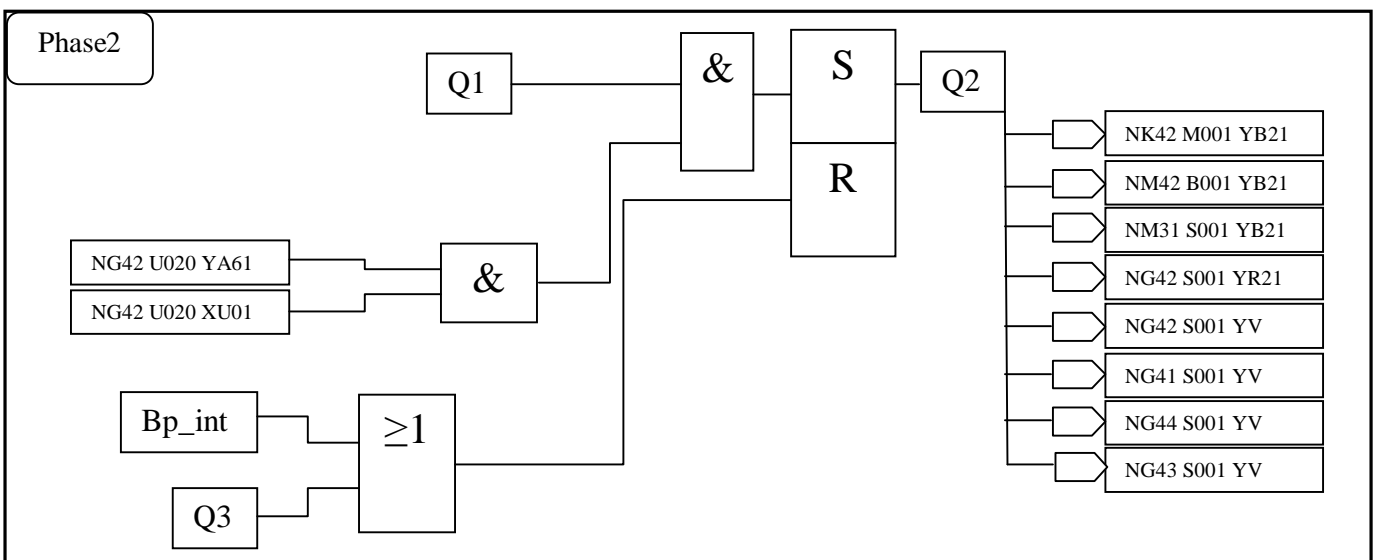 Phase2
Q1
&
S
Q2
R
NG42 U020 YA61
NG42 U020 XU01
&
Bp_int
≥1
Q3
NK42 M001 YB21
NM42 B001 YB21
NM31 S001 YB21
NG42 S001 YR21
NG42 S001 YV
NG41 S001 YV
NG44 S001 YV
NG43 S001 YV